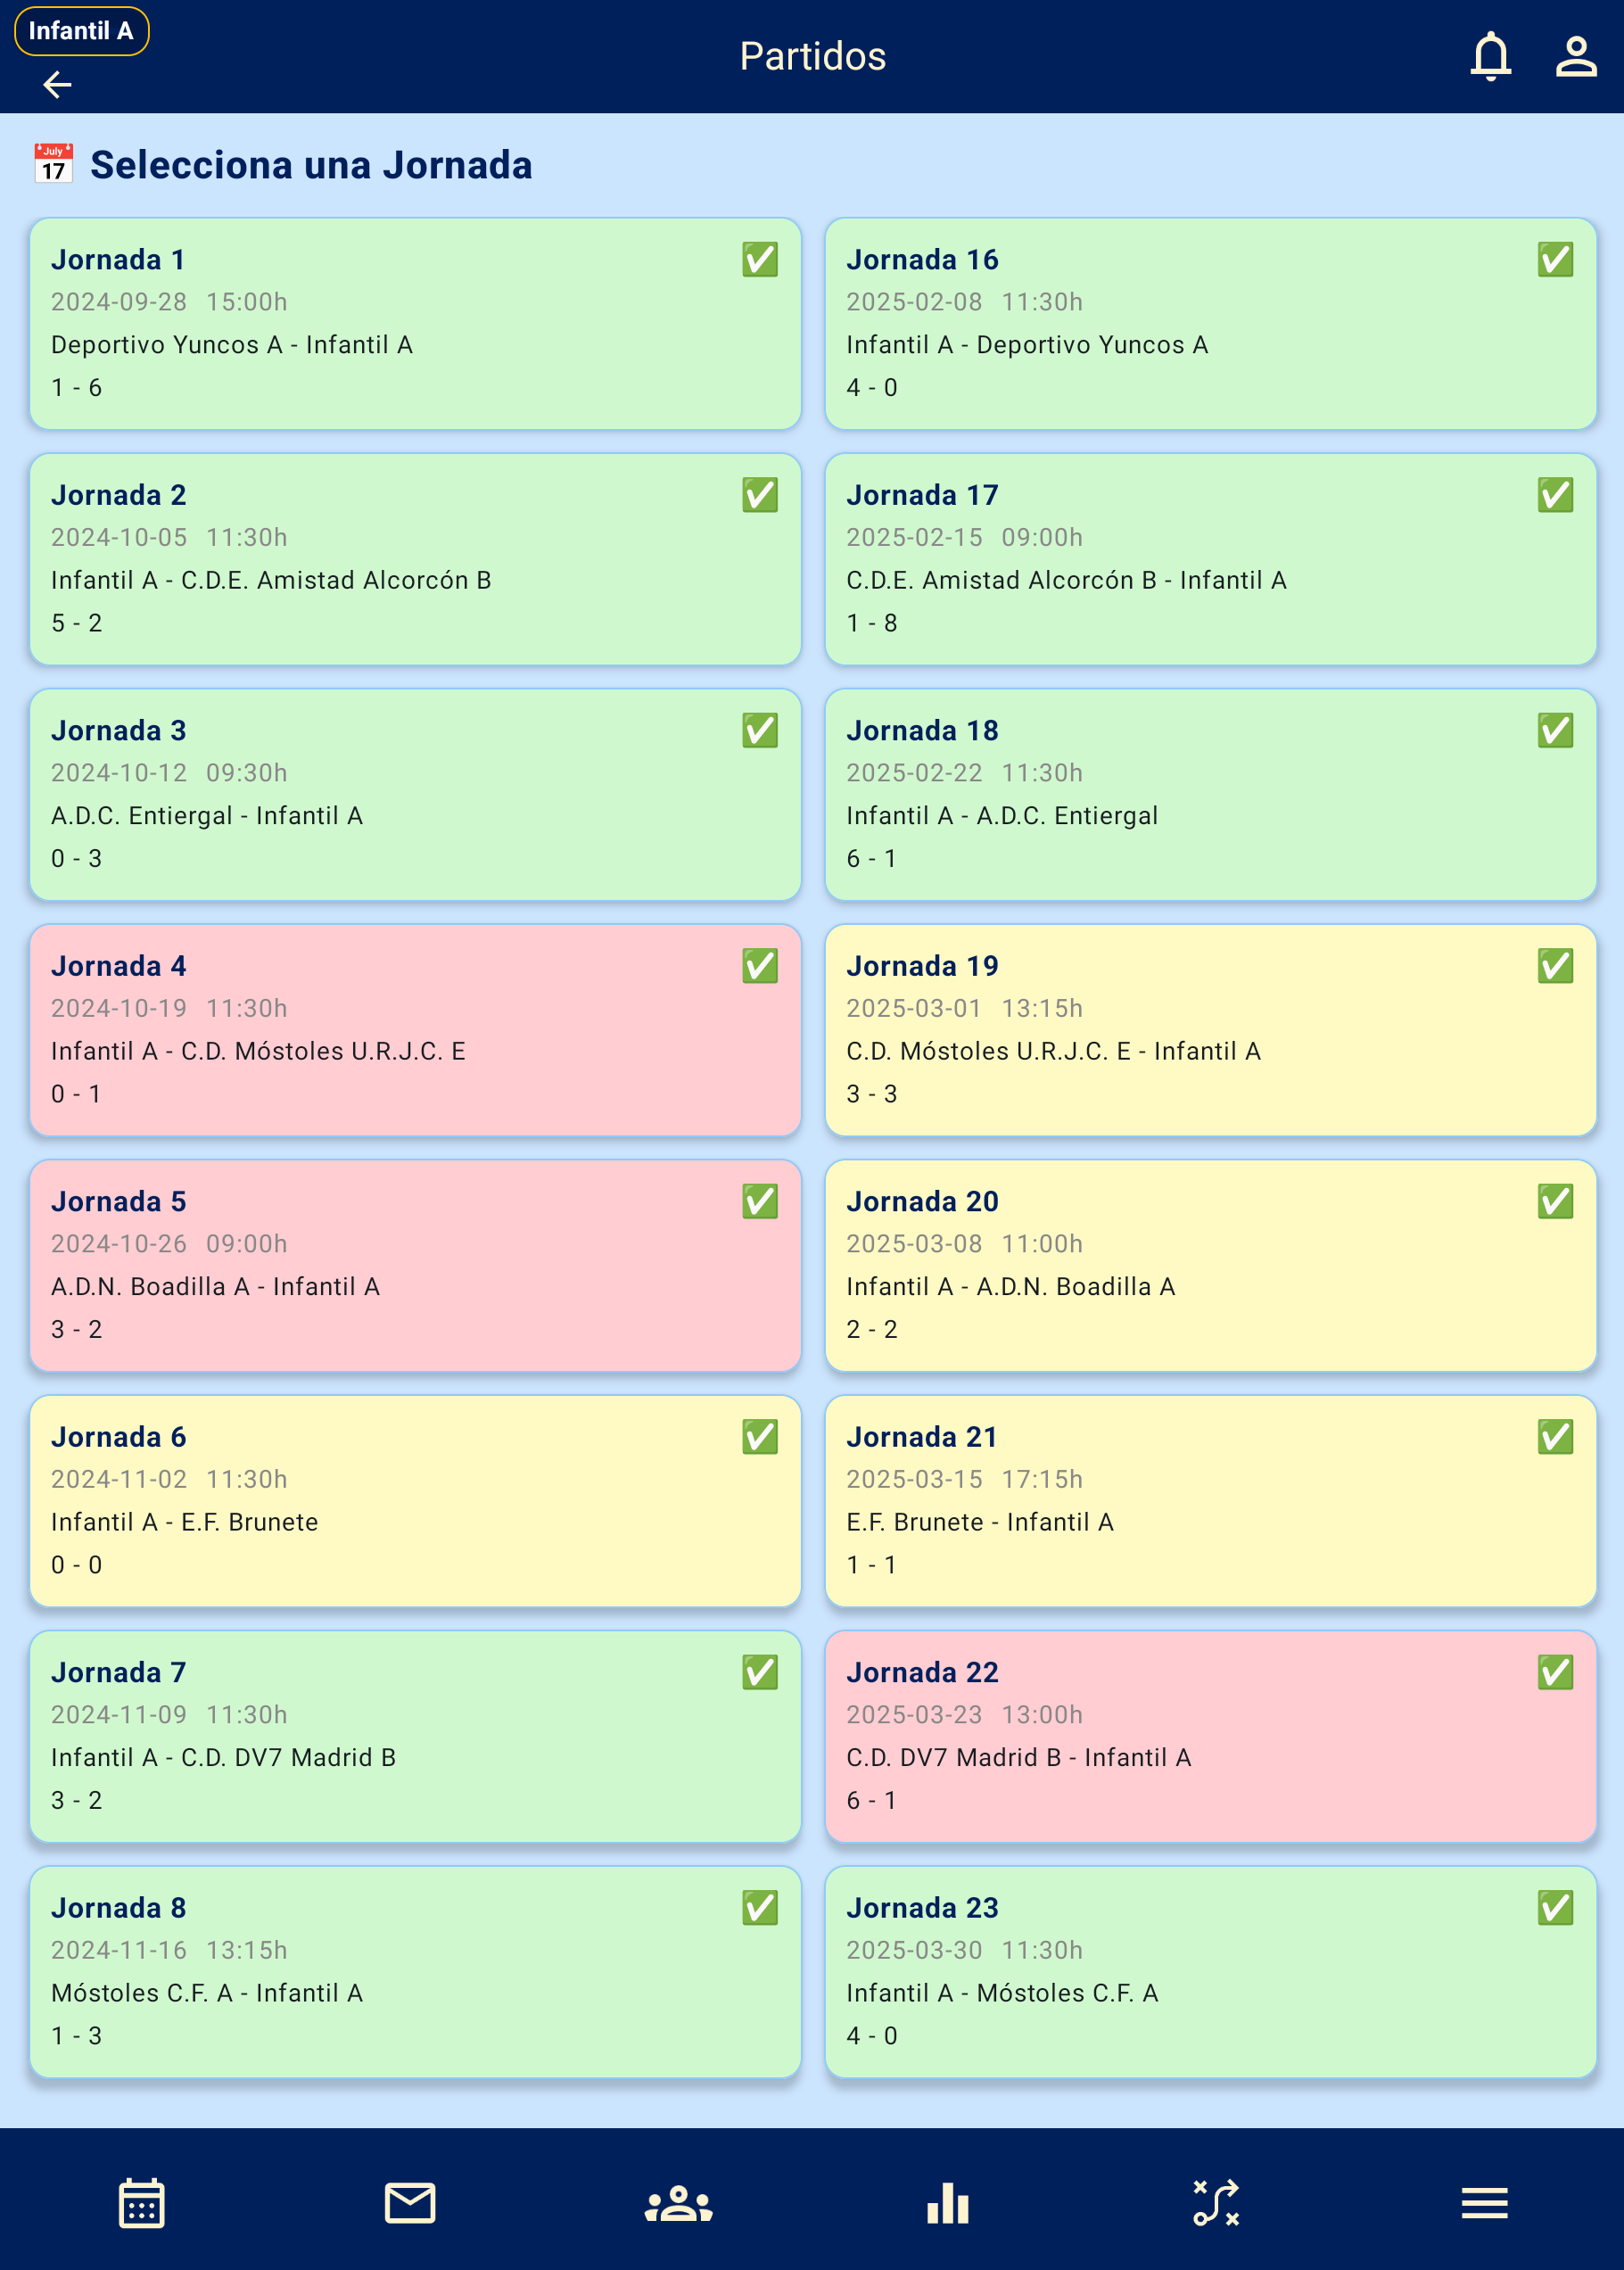 Infantil A
Partidos
July
17
Selecciona una Jornada
Jornada 1
2024-09-28 15:00h
Deportivo Yuncos A - Infantil A
1 - 6
Jornada 16
2025-02-08 11:30h
Infantil A - Deportivo Yuncos A
4 - 0
Jornada 2
2024-10-05 11:30h
Infantil A - C.D.E. Amistad Alcorcón B
5 - 2
Jornada 17
2025-02-15 09:00h
C.D.E. Amistad Alcorcón B - Infantil A
1 - 8
Jornada 3
2024-10-12 09:30h
A.D.C. Entiergal - Infantil A
0 - 3
Jornada 18
2025-02-22 11:30h
Infantil A - A.D.C. Entiergal
6 - 1
Jornada 4
2024-10-19 11:30h
Infantil A - C.D. Móstoles U.R.J.C. E
0 - 1
Jornada 19
2025-03-01 13:15h
C.D. Móstoles U.R.J.C. E - Infantil A
3 - 3
Jornada 5
2024-10-26 09:00h
A.D.N. Boadilla A - Infantil A
3 - 2
Jornada 20
2025-03-08 11:00h
Infantil A - A.D.N. Boadilla A
2 - 2
Jornada 6
2024-11-02 11:30h
Infantil A - E.F. Brunete
0 - 0
Jornada 21
2025-03-15 17:15h
E.F. Brunete - Infantil A
1 - 1
Jornada 7
2024-11-09 11:30h
Infantil A - C.D. DV7 Madrid B
3 - 2
Jornada 22
2025-03-23 13:00h
C.D. DV7 Madrid B - Infantil A
6 - 1
Jornada 8
2024-11-16 13:15h
Móstoles C.F. A - Infantil A
1 - 3
Jornada 23
2025-03-30 11:30h
Infantil A - Móstoles C.F. A
4 - 0